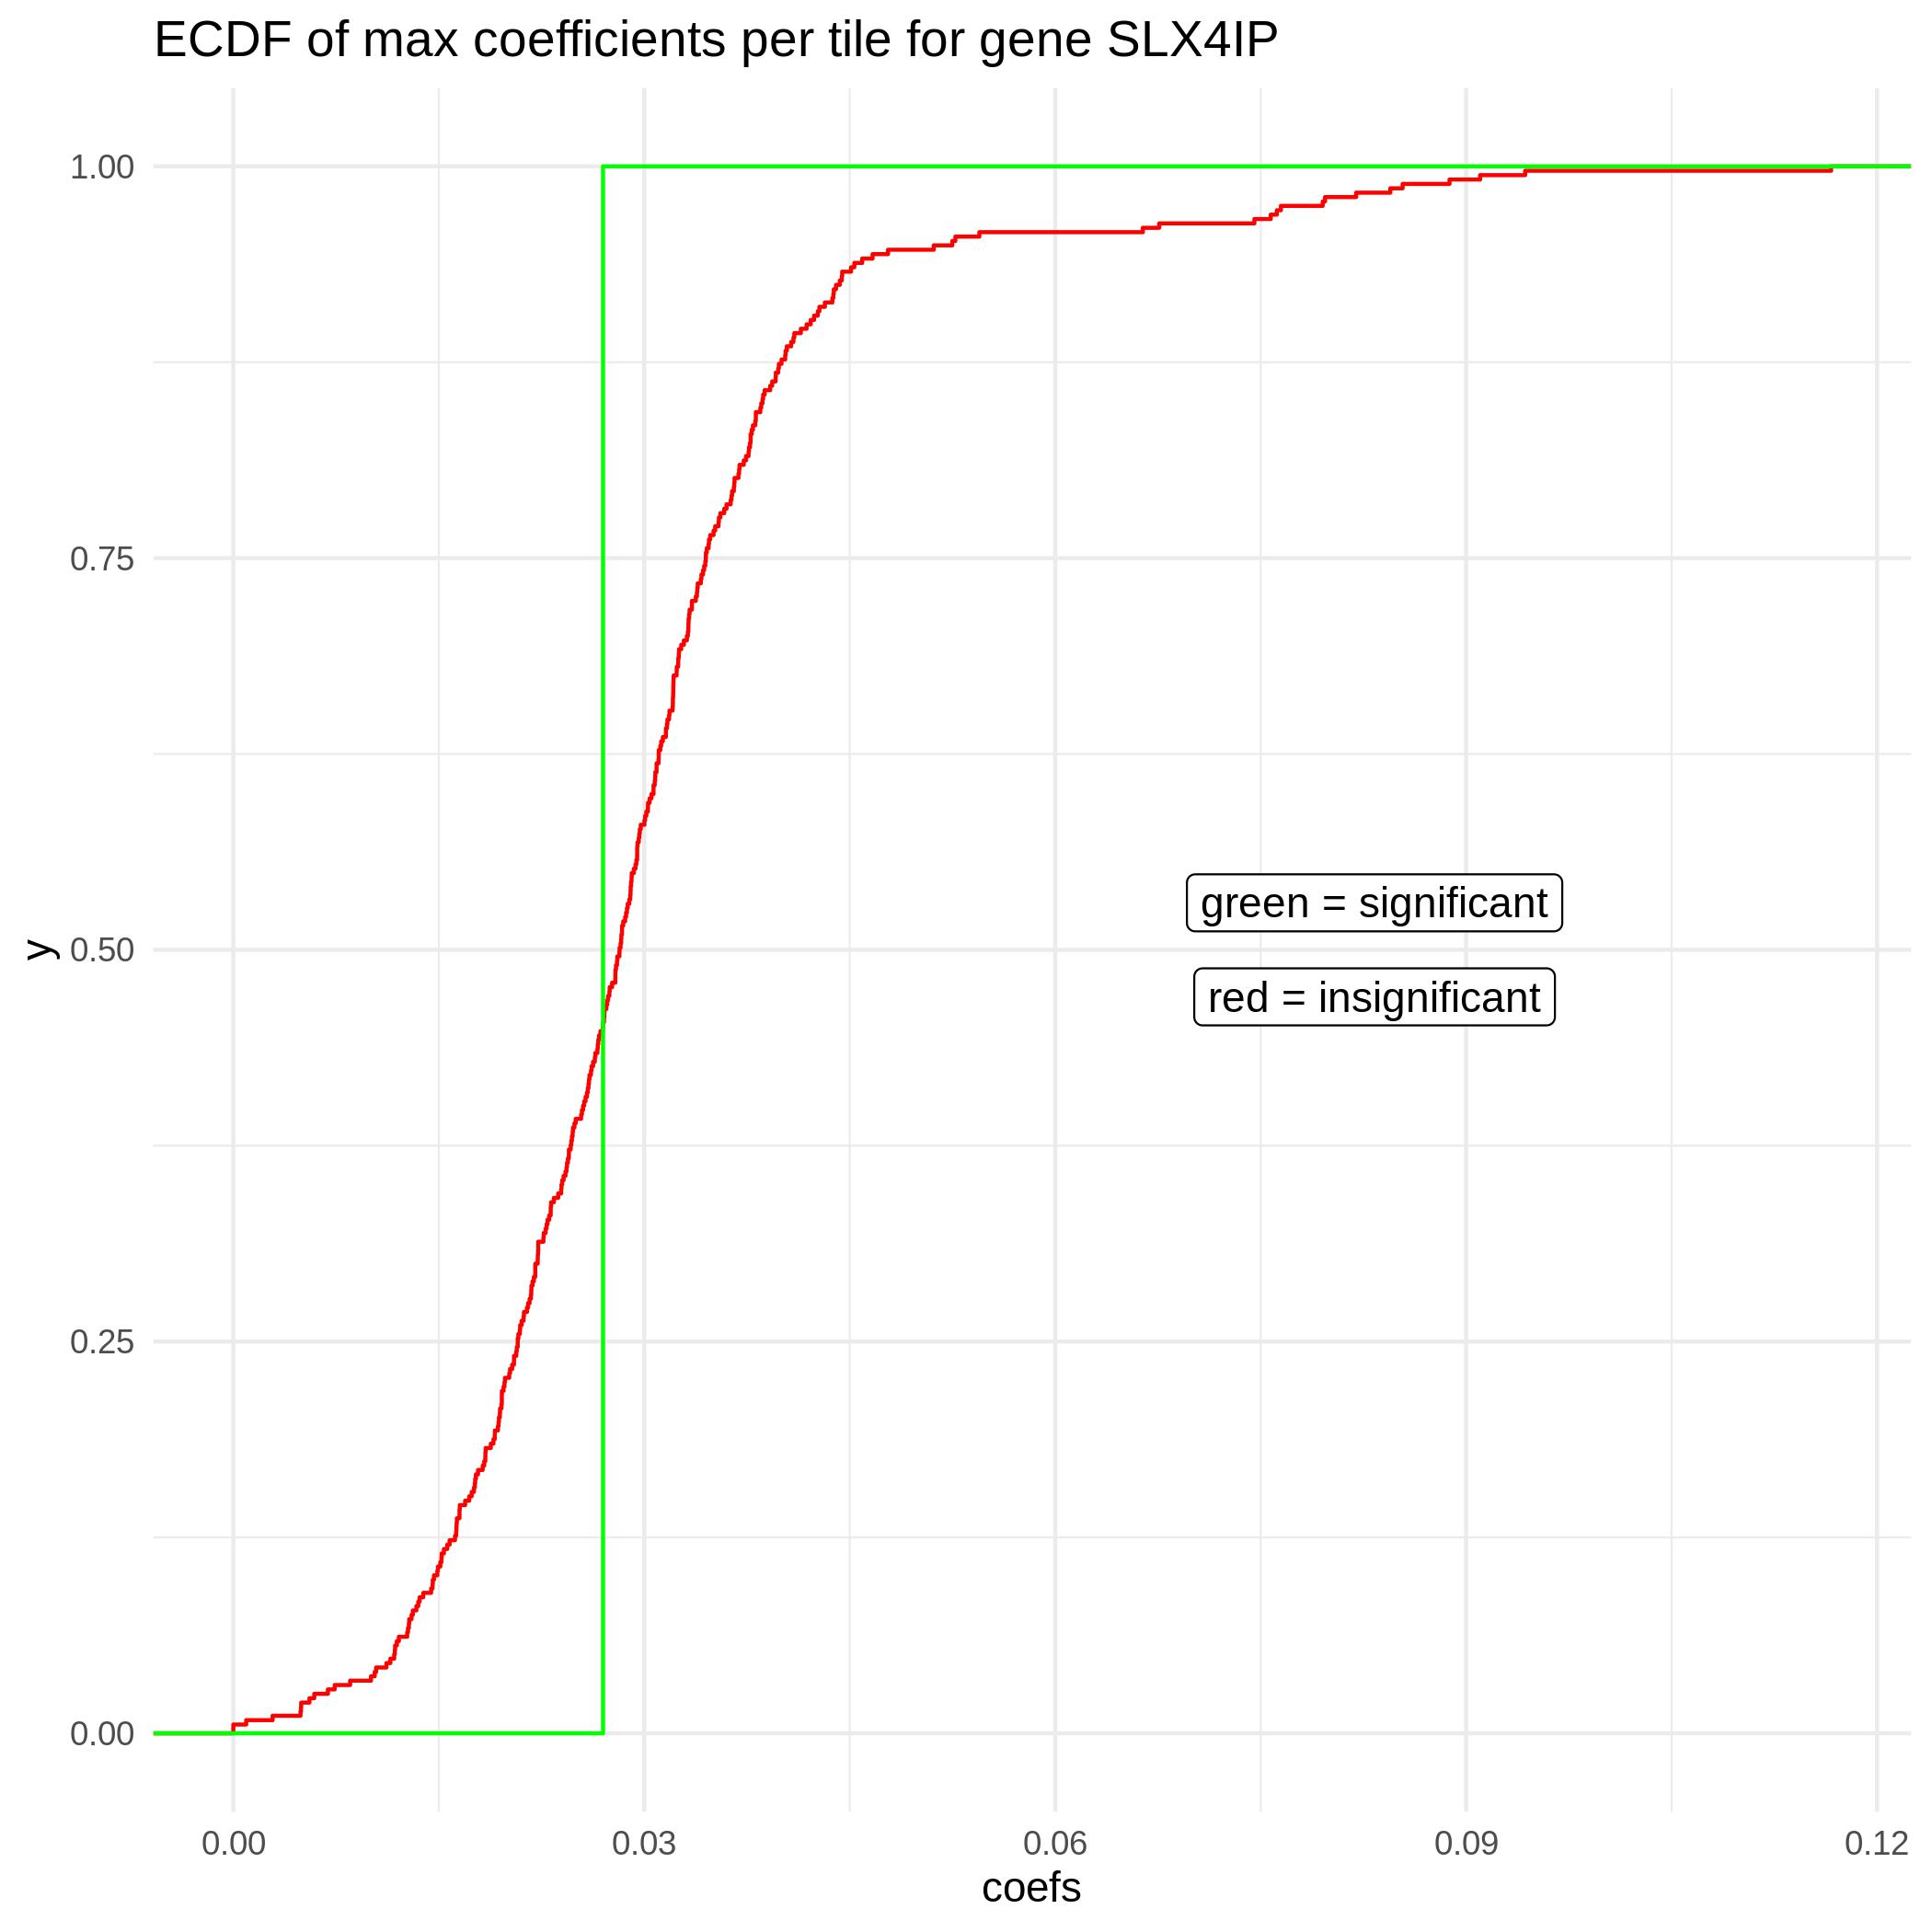 ECDF of max coefficients per tile for gene SLX4IP
1.00
0.75
0.50
0.25
0.00
y
green = significant
red = insignificant
0.00 0.03 0.06 0.09 0.12
coefs